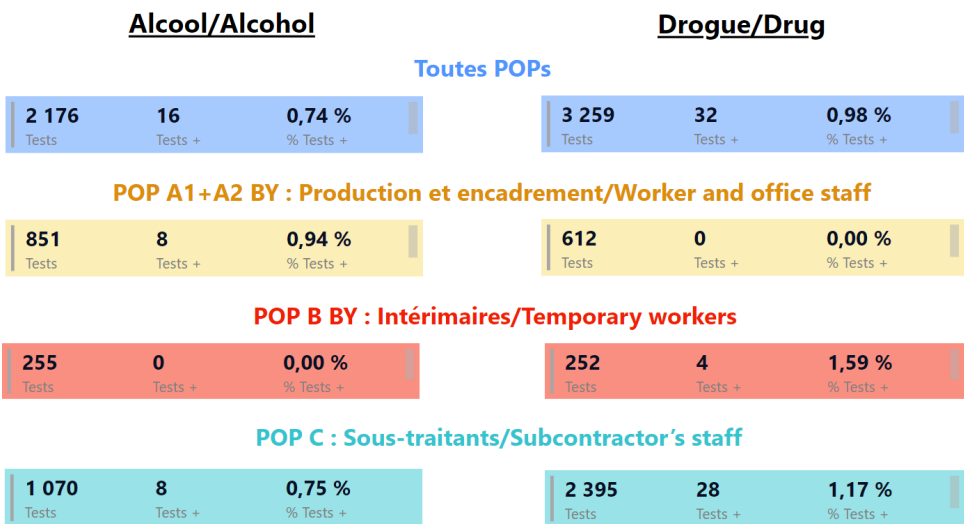 Alcool/Alcohol Drogue/Drug
Toutes POPs
2 176 16 0,74 % 3 259 32 0,98 %
Tests Tests + % Tests + Tests Tests + % Tests +
POP A1+A2 BY : Production et encadrement/Worker and office staff
851 8 0,94 % 612 0 0,00 %
Tests Tests + % Tests + Tests Tests + % Tests +
POP B BY : Intérimaires/Temporary workers
255 0 0,00 % 252 4 1,59 %
Tests Tests + % Tests + Tests Tests + % Tests +
POP C : Sous-traitants/Subcontractor’s staff
1 070 8 0,75 % 2 395 28 1,17 %
Tests Tests + % Tests + Tests Tests + % Tests +